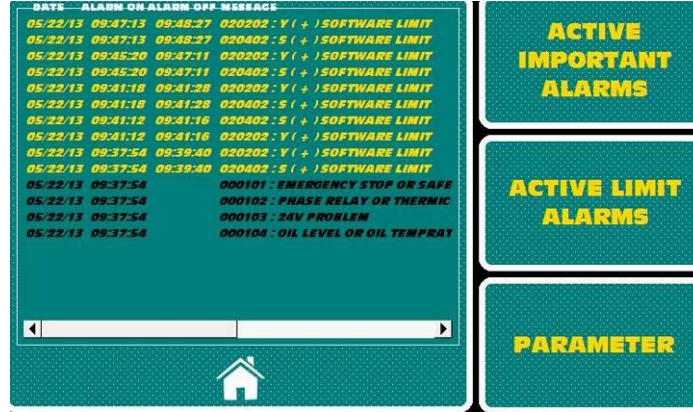 DATE ALARM ON ALARM OFF MESSAGE
05/22/13 09:47:13 09:48:27 020202 : Y ( + ) SOFTWARE LIMIT
05/22/13 09:47:13 09:48:27 020402 : S ( + ) SOFTWARE LIMIT
05/22/13 09:45:20 09:47:11 020202 : Y ( + ) SOFTWARE LIMIT
05/22/13 09:45:20 09:47:11 020402 : S ( + ) SOFTWARE LIMIT
05/22/13 09:41:18 09:41:28 020202 : Y ( + ) SOFTWARE LIMIT
05/22/13 09:41:18 09:41:28 020402 : S ( + ) SOFTWARE LIMIT
05/22/13 09:41:12 09:41:16 020402 : S ( + ) SOFTWARE LIMIT
05/22/13 09:41:12 09:41:16 020202 : Y ( + ) SOFTWARE LIMIT
05/22/13 09:37:54 09:39:40 020202 : Y ( + ) SOFTWARE LIMIT
05/22/13 09:37:54 09:39:40 020402 : S ( + ) SOFTWARE LIMIT
05/22/13 09:37:54 000101 : EMERGENCY STOP OR SAFE
05/22/13 09:37:54 000102 : PHASE RELAY OR THERMIC
05/22/13 09:37:54 000103 : 24V PROBLEM
05/22/13 09:37:54 000104 : OIL LEVEL OR OIL TEMPRAT
ACTIVE
IMPORTANT
ALARMS
ACTIVE LIMIT
ALARMS
PARAMETER